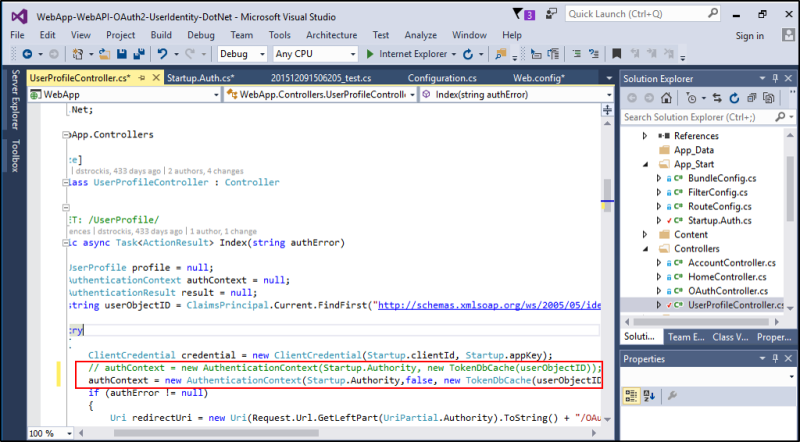 WebApp-WebAPI-OAuth2-UserIdentity-DotNet - Microsoft Visual Studio
3
Quick Launch (Ctrl+Q)
File Edit View Project Build Debug Team Tools Architecture Test Analyze Window Help
Sign in
Debug Any CPU Internet Explorer
UserProfileController.cs* Startup.Auth.cs* 201512091506205_test.cs Configuration.cs Web.config*
WebApp WebApp.Controllers.UserProfileControlle Index(string authError)
Server Explorer
Toolbox
.Net;
App.Controllers
ze]
dstrockis, 433 days ago | 2 authors, 4 changes
lass UserProfileController : Controller
ET: /UserProfile/
ences | dstrockis, 433 days ago | 1 author, 1 change
ic async Task<ActionResult> Index(string authError)
UserProfile profile = null;
AuthenticationContext authContext = null;
AuthenticationResult result = null;
string userObjectID = ClaimsPrincipal.Current.FindFirst("http://schemas.xmlsoap.org/ws/2005/05/ide
try
ClientCredential credential = new ClientCredential(Startup.clientId, Startup.appKey);
// authContext = new AuthenticationContext(Startup.Authority, new TokenDbCache(userObjectID));
authContext = new AuthenticationContext(Startup.Authority,false, new TokenDbCache(userObjectID
if (authError != null)
{
Uri redirectUri = new Uri(Request.Url.GetLeftPart(UriPartial.Authority).ToString() + "/OAu
100 %
Solution Explorer
Search Solution Explorer (Ctrl+;)
References
App_Data
App_Start
C# BundleConfig.cs
C# FilterConfig.cs
C# RouteConfig.cs
C# Startup.Auth.cs
Content
Controllers
C# AccountController.cs
C# HomeController.cs
C# OAuthController.cs
C# UserProfileController.cs
Soluti... Team E... Class V... Proper...
Properties